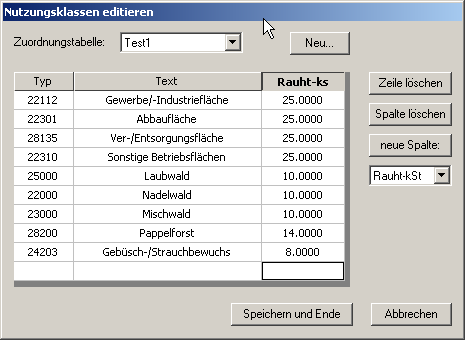 Nutzungsklassen editieren
Zuordnungstabelle: Test1 Neu...
Typ Text Rauht-ks
22112 Gewerbe/-Industriefläche 25.0000 Zeile löschen
22301 Abbaufläche 25.0000 Spalte löschen
28135 Ver-/Entsorgungsfläche 25.0000 neue Spalte:
22310 Sonstige Betriebsflächen 25.0000
25000 Laubwald 10.0000 Rauht-kSt
22000 Nadelwald 10.0000
23000 Mischwald 10.0000
28200 Pappelforst 14.0000
24203 Gebüsch-/Strauchbewuchs 8.0000
Speichern und Ende Abbrechen